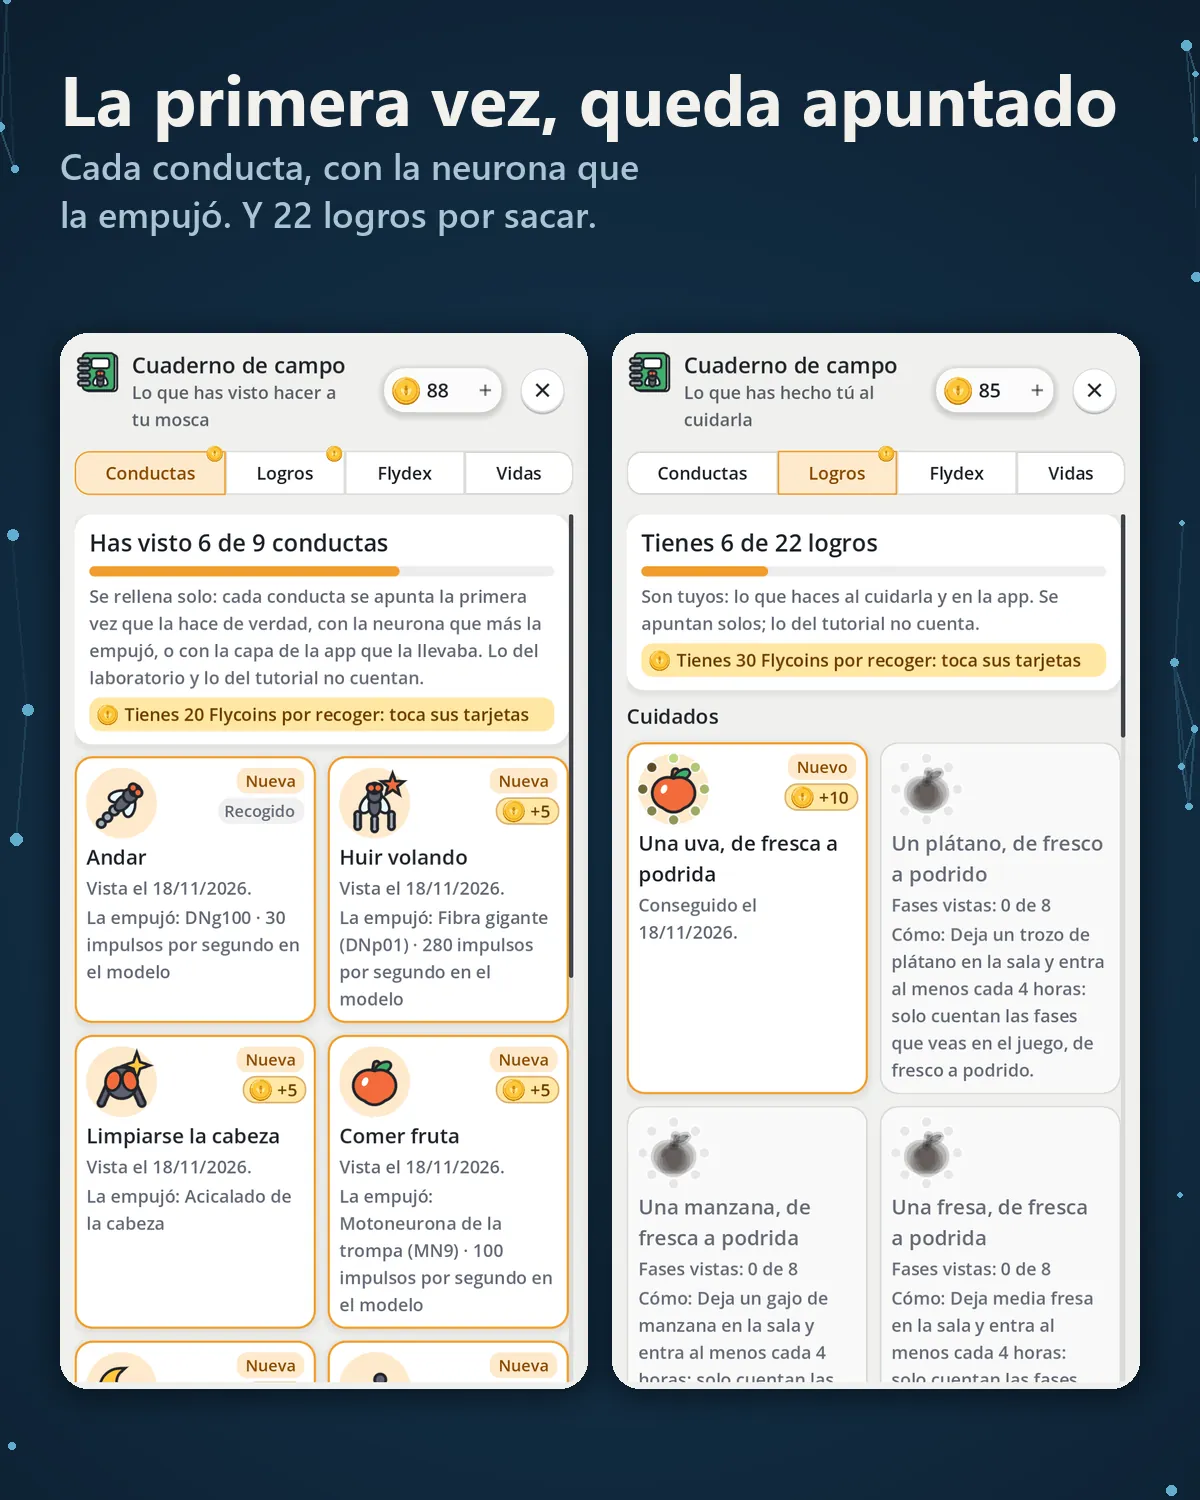 La primera vez, queda apuntado
Cada conducta, con la neurona que
la empujó. Y 22 logros por sacar.
Cuaderno de campo
Lo que has visto hacer a
tu mosca
88 +
Conductas
Logros
Flydex
Vidas
Has visto 6 de 9 conductas
Se rellena solo: cada conducta se apunta la primera
vez que la hace de verdad, con la neurona que más la
empujó, o con la capa de la app que la llevaba. Lo del
laboratorio y lo del tutorial no cuentan.
Tienes 20 Flycoins por recoger: toca sus tarjetas
Nueva
Recogido
Andar
Vista el 18/11/2026.
La empujó: DNg100 · 30
impulsos por segundo en
el modelo
Nueva
+5
Huir volando
Vista el 18/11/2026.
La empujó: Fibra gigante
(DNp01) · 280 impulsos
por segundo en el
modelo
Nueva
+5
Limpiarse la cabeza
Vista el 18/11/2026.
La empujó: Acicalado de
la cabeza
Nueva
+5
Comer fruta
Vista el 18/11/2026.
La empujó:
Motoneurona de la
trompa (MN9) · 100
impulsos por segundo en
el modelo
Nueva
Nueva
Cuaderno de campo
Lo que has hecho tú al
cuidarla
85 +
Conductas
Logros
Flydex
Vidas
Tienes 6 de 22 logros
Son tuyos: lo que haces al cuidarla y en la app. Se
apuntan solos; lo del tutorial no cuenta.
Tienes 30 Flycoins por recoger: toca sus tarjetas
Cuidados
Nuevo
+10
Una uva, de fresca a
podrida
Conseguido el
18/11/2026.
Un plátano, de fresco
a podrido
Fases vistas: 0 de 8
Cómo: Deja un trozo de
plátano en la sala y entra
al menos cada 4 horas:
solo cuentan las fases
que veas en el juego, de
fresco a podrido.
Una manzana, de
fresca a podrida
Fases vistas: 0 de 8
Cómo: Deja un gajo de
manzana en la sala y
entra al menos cada 4
horas: solo cuentan las
Una fresa, de fresca
a podrida
Fases vistas: 0 de 8
Cómo: Deja media fresa
en la sala y entra al
menos cada 4 horas:
solo cuentan las fases